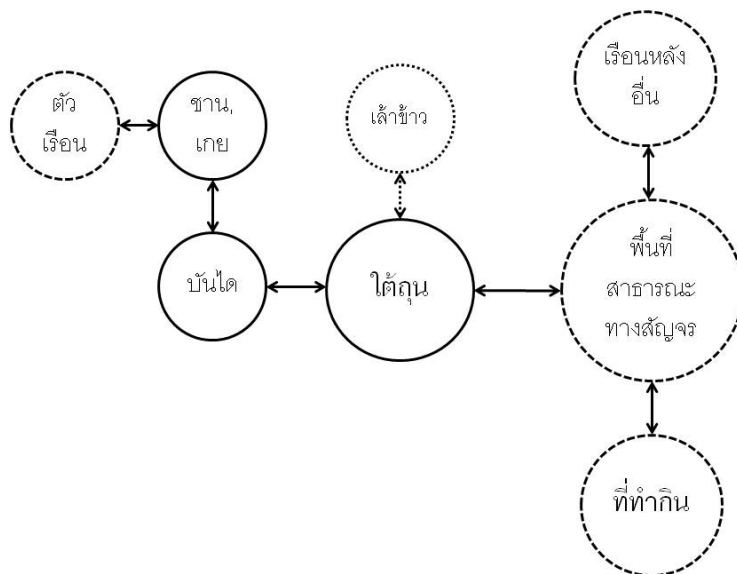 เรือนหลัง
อื่น
ตัว
เรือน
ชาน,
เกย
เล้าข้าว
บันได
ใต้ถุน
พื้นที่
สาธารณะ
ทางสัญจร
ที่ทำกิน